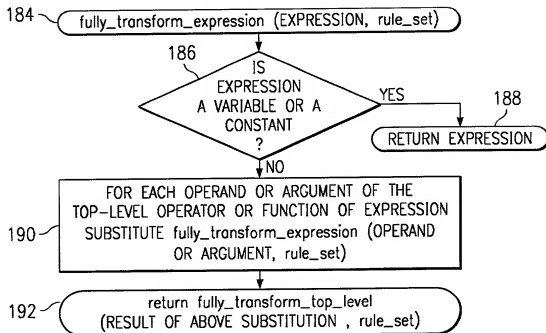 184
fully_transform_expression (EXPRESSION, rule_set)
186
IS
EXPRESSION
A VARIABLE OR A
CONSTANT
?
YES
188
RETURN EXPRESSION
NO
190
FOR EACH OPERAND OR ARGUMENT OF THE
TOP-LEVEL OPERATOR OR FUNCTION OF EXPRESSION
SUBSTITUTE fully_transform_expression (OPERAND
OR ARGUMENT, rule_set)
192
return fully_transform_top_level
(RESULT OF ABOVE SUBSTITUTION , rule_set)